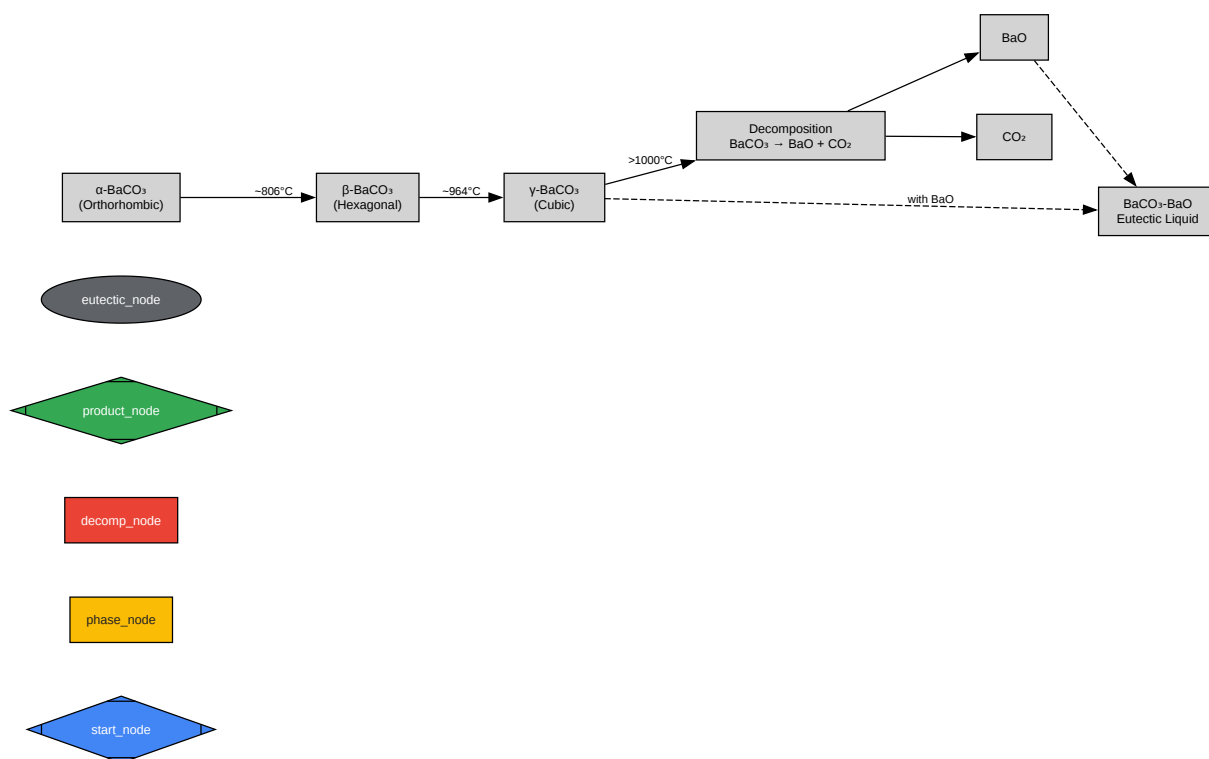 BaO
Decomposition
BaCO₃ → BaO + CO₂
CO₂
>1000°C
α-BaCO₃
(Orthorhombic)
~806°C
β-BaCO₃
(Hexagonal)
~964°C
γ-BaCO₃
(Cubic)
with BaO
BaCO₃-BaO
Eutectic Liquid
eutectic_node
product_node
decomp_node
phase_node
start_node